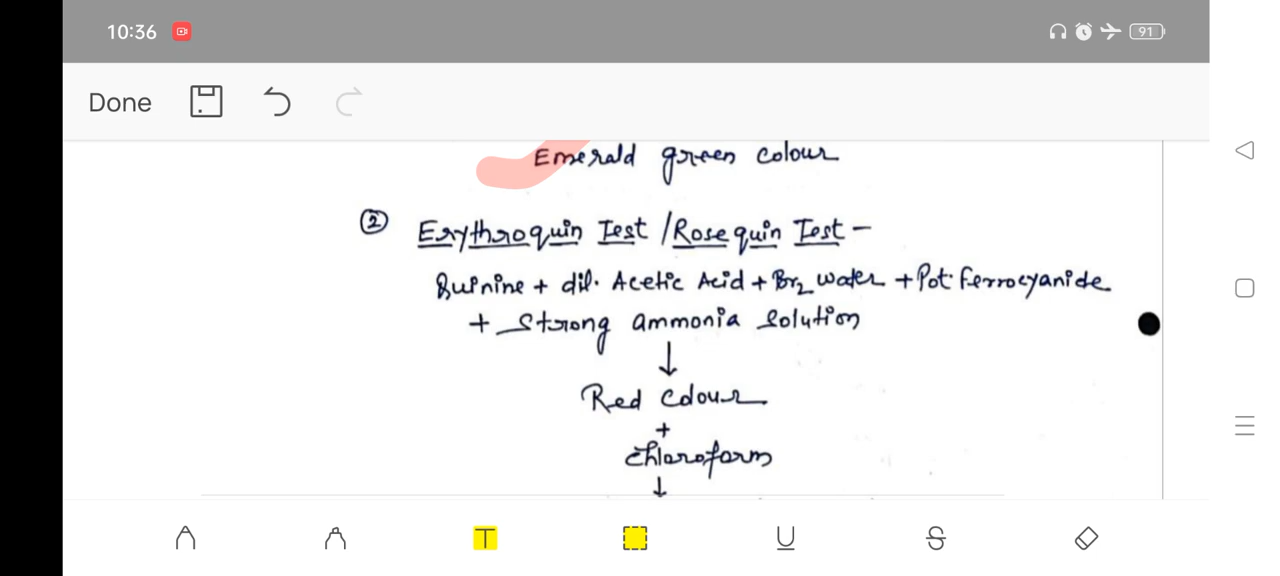 10:36
91
Done
Emerald green colour
② Erythroquin Test / Rosequin Test -
Quinine + dil. Acetic Acid + Br2 water + Pot. ferrocyanide
+ Strong ammonia solution
↓
Red Colour
+
Chloroform
↓
T
U
S